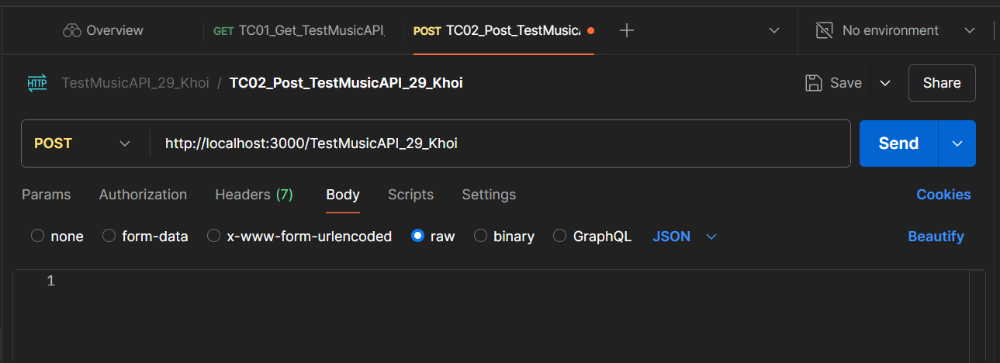 Overview GET TC01_Get_TestMusicAPI_ POST TC02_Post_TestMusic No environment
HTTP TestMusicAPI_29_Khoi / TC02_Post_TestMusicAPI_29_Khoi Save Share
POST http://localhost:3000/TestMusicAPI_29_Khoi Send
Params Authorization Headers (7) Body Scripts Settings Cookies
none form-data x-www-form-urlencoded raw binary GraphQL JSON Beautify
1